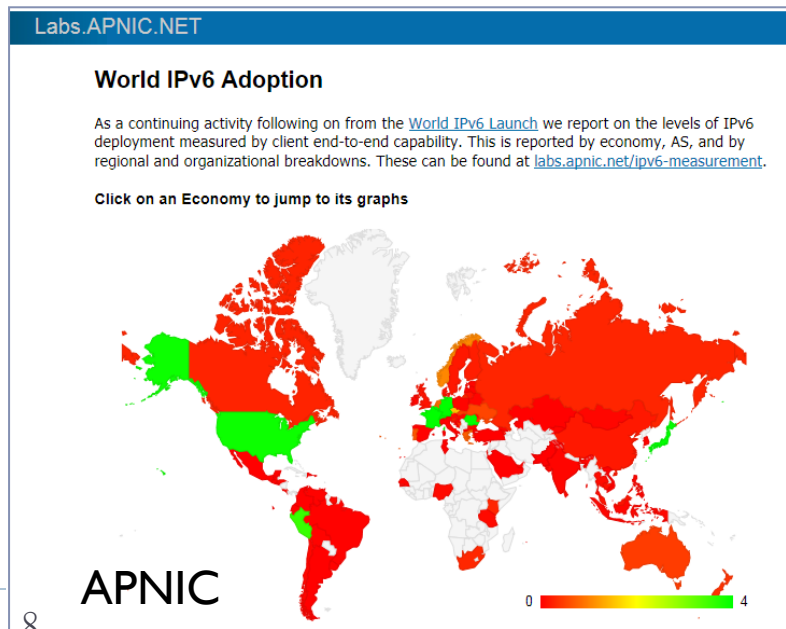 Labs.APNIC.NET
World IPv6 Adoption
As a continuing activity following on from the World IPv6 Launch we report on the levels of IPv6
deployment measured by client end-to-end capability. This is reported by economy, AS, and by
regional and organizational breakdowns. These can be found at labs.apnic.net/ipv6-measurement.
Click on an Economy to jump to its graphs
APNIC
0 4
8